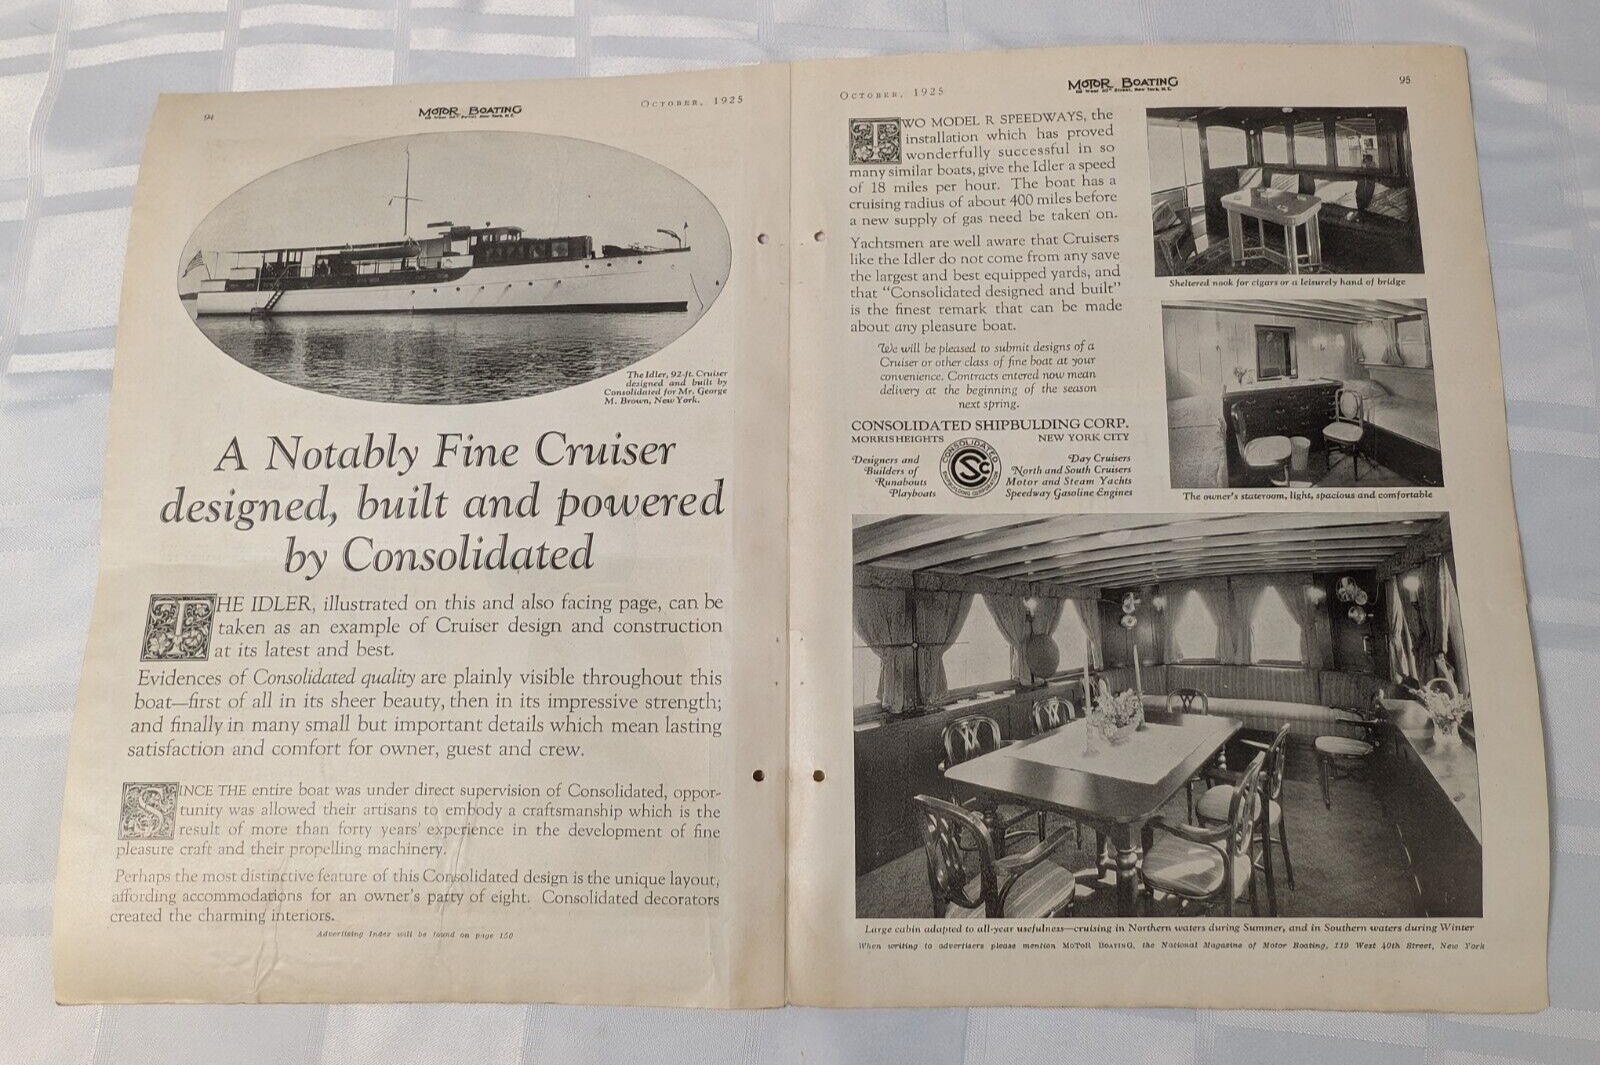 94
MOTOR BOATING
OCTOBER, 1925
The Idler, 92-ft. Cruiser
designed and built by
Consolidated for Mr. George
M. Brown, New York.
A Notably Fine Cruiser
designed, built and powered
by Consolidated
THE IDLER, illustrated on this and also facing page, can be
taken as an example of Cruiser design and construction
at its latest and best.
Evidences of Consolidated quality are plainly visible throughout this
boat—first of all in its sheer beauty, then in its impressive strength;
and finally in many small but important details which mean lasting
satisfaction and comfort for owner, guest and crew.
SINCE THE entire boat was under direct supervision of Consolidated, oppor-
tunity was allowed their artisans to embody a craftsmanship which is the
result of more than forty years' experience in the development of fine
pleasure craft and their propelling machinery.
Perhaps the most distinctive feature of this Consolidated design is the unique layout,
affording accommodations for an owner's party of eight. Consolidated decorators
created the charming interiors.
Advertising Index will be found on page 150
OCTOBER, 1925
MOTOR BOATING
95
TWO MODEL R SPEEDWAYS, the
installation which has proved
wonderfully successful in so
many similar boats, give the Idler a speed
of 18 miles per hour. The boat has a
cruising radius of about 400 miles before
a new supply of gas need be taken on.
Yachtsmen are well aware that Cruisers
like the Idler do not come from any save
the largest and best equipped yards, and
that "Consolidated designed and built"
is the finest remark that can be made
about any pleasure boat.
We will be pleased to submit designs of a
Cruiser or other class of fine boat at your
convenience. Contracts entered now mean
delivery at the beginning of the season
next spring.
CONSOLIDATED SHIPBULDING CORP.
MORRIS HEIGHTS NEW YORK CITY
Designers and
Builders of
Runabouts
Playboats
CONSOLIDATED
SHIPBUILDING CORPORATION
CSC
Day Cruisers
North and South Cruisers
Motor and Steam Yachts
Speedway Gasoline Engines
Sheltered nook for cigars or a leisurely hand of bridge
The owner's stateroom, light, spacious and comfortable
Large cabin adapted to all-year usefulness—cruising in Northern waters during Summer, and in Southern waters during Winter
When writing to advertisers please mention MOTOR BOATING, the National Magazine of Motor Boating, 119 West 40th Street, New York